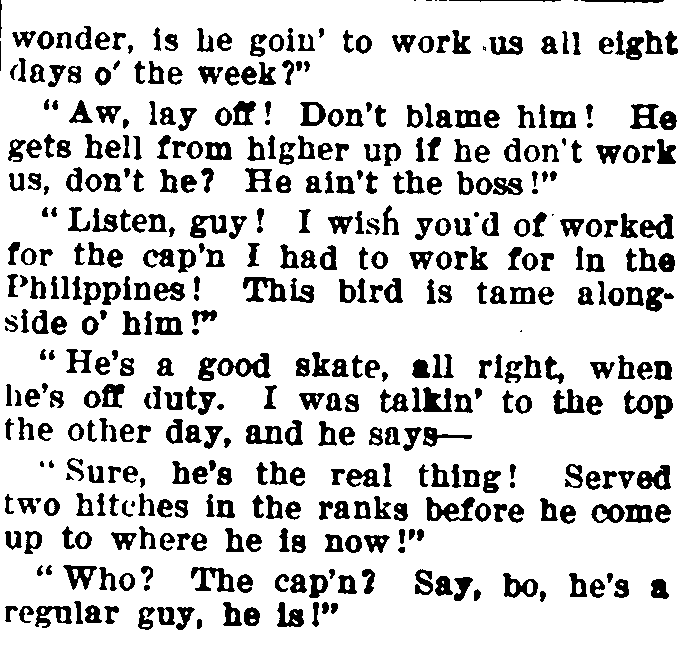 wonder, is he goin' to work us all eight
days o' the week?"
"Aw, lay off! Don't blame him! He
gets hell from higher up if he don't work
us, don't he? He ain't the boss!"
"Listen, guy! I wish you'd of worked
for the cap'n I had to work for in the
Philippines! This bird is tame along-
side o' him!"
"He's a good skate, all right, when
he's off duty. I was talkin' to the top
the other day, and he says—
"Sure, he's the real thing! Served
two hitches in the ranks before he come
up to where he is now!"
"Who? The cap'n? Say, bo, he's a
regular guy, he is!"